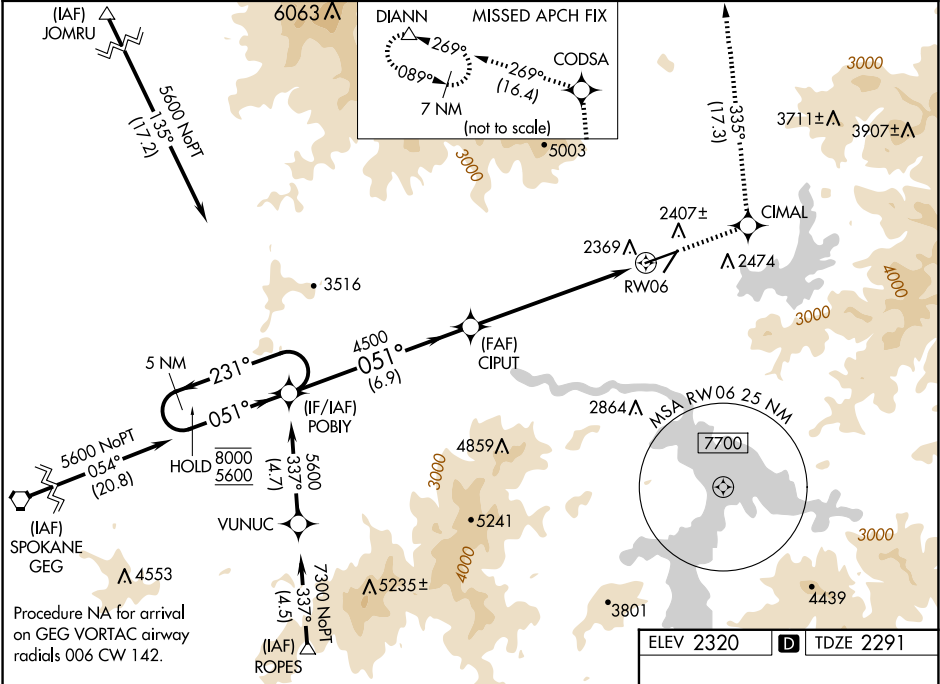 (IAF)
JOMRU
6063
5600 NoPT
135°
(17.2)
DIANN
MISSED APCH FIX
CODSA
269°
089°
269°
(16.4)
7 NM
(not to scale)
5003
3000
335°
(17.3)
3000
3711±
3907±
CIMAL
2407±
2369
2474
RW06
4000
3000
3516
5 NM
231°
051°
4500
051°
(6.9)
(FAF)
CIPUT
(IF/IAF)
POBIY
HOLD
8000
5600
5600 NoPT
054°
(20.8)
(IAF)
SPOKANE
GEG
5600
337°
(4.7)
VUNUC
7300 NoPT
337°
(4.5)
(IAF)
ROPES
4859
3000
5241
4000
5235±
4553
2864
MSA RW06 25 NM
7700
3000
3801
4439
Procedure NA for arrival
on GEG VORTAC airway
radials 006 CW 142.
ELEV 2320 D TDZE 2291